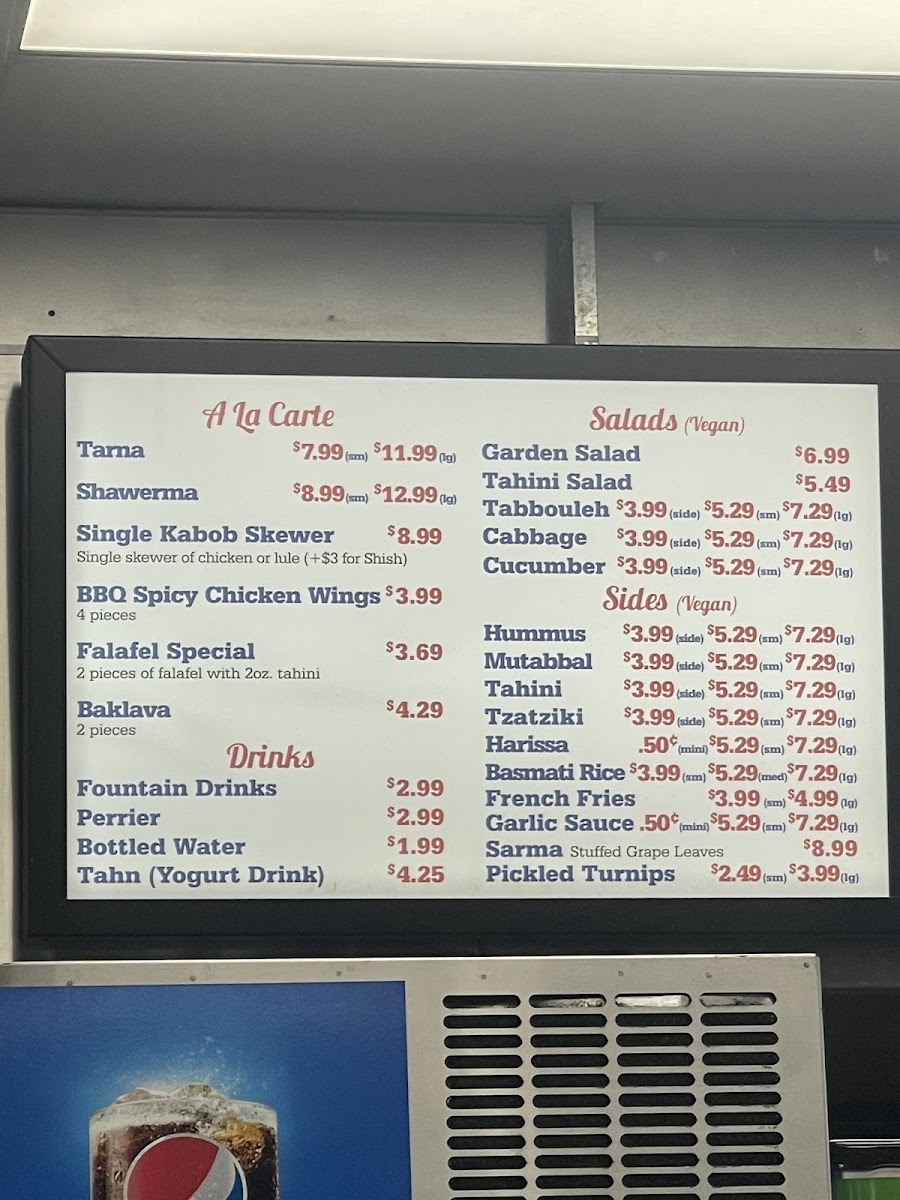 A La Carte
Tarna $7.99 (sm) $11.99 (lg)
Shawerma $8.99 (sm) $12.99 (lg)
Single Kabob Skewer $8.99
Single skewer of chicken or lule (+$3 for Shish)
BBQ Spicy Chicken Wings $3.99
4 pieces
Falafel Special $3.69
2 pieces of falafel with 2oz. tahini
Baklava $4.29
2 pieces
Drinks
Fountain Drinks $2.99
Perrier $2.99
Bottled Water $1.99
Tahn (Yogurt Drink) $4.25
Salads (Vegan)
Garden Salad $6.99
Tahini Salad $5.49
Tabbouleh $3.99 (side) $5.29 (sm) $7.29 (lg)
Cabbage $3.99 (side) $5.29 (sm) $7.29 (lg)
Cucumber $3.99 (side) $5.29 (sm) $7.29 (lg)
Sides (Vegan)
Hummus $3.99 (side) $5.29 (sm) $7.29 (lg)
Mutabbal $3.99 (side) $5.29 (sm) $7.29 (lg)
Tahini $3.99 (side) $5.29 (sm) $7.29 (lg)
Tzatziki $3.99 (side) $5.29 (sm) $7.29 (lg)
Harissa .50¢ (mini) $5.29 (sm) $7.29 (lg)
Basmati Rice $3.99 (sm) $5.29 (med) $7.29 (lg)
French Fries $3.99 (sm) $4.99 (lg)
Garlic Sauce .50¢ (mini) $5.29 (sm) $7.29 (lg)
Sarma Stuffed Grape Leaves $8.99
Pickled Turnips $2.49 (sm) $3.99 (lg)